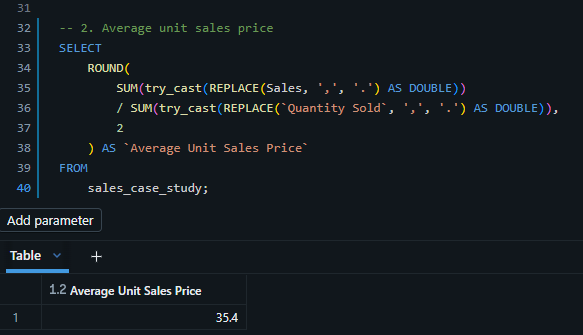 31
32 -- 2. Average unit sales price
33 SELECT
34     ROUND(
35         SUM(try_cast(REPLACE(Sales, ',', '.') AS DOUBLE))
36         / SUM(try_cast(REPLACE(`Quantity Sold`, ',', '.') AS DOUBLE)),
37         2
38     ) AS `Average Unit Sales Price`
39 FROM
40     sales_case_study;
Add parameter
Table +
1.2 Average Unit Sales Price
1 35.4